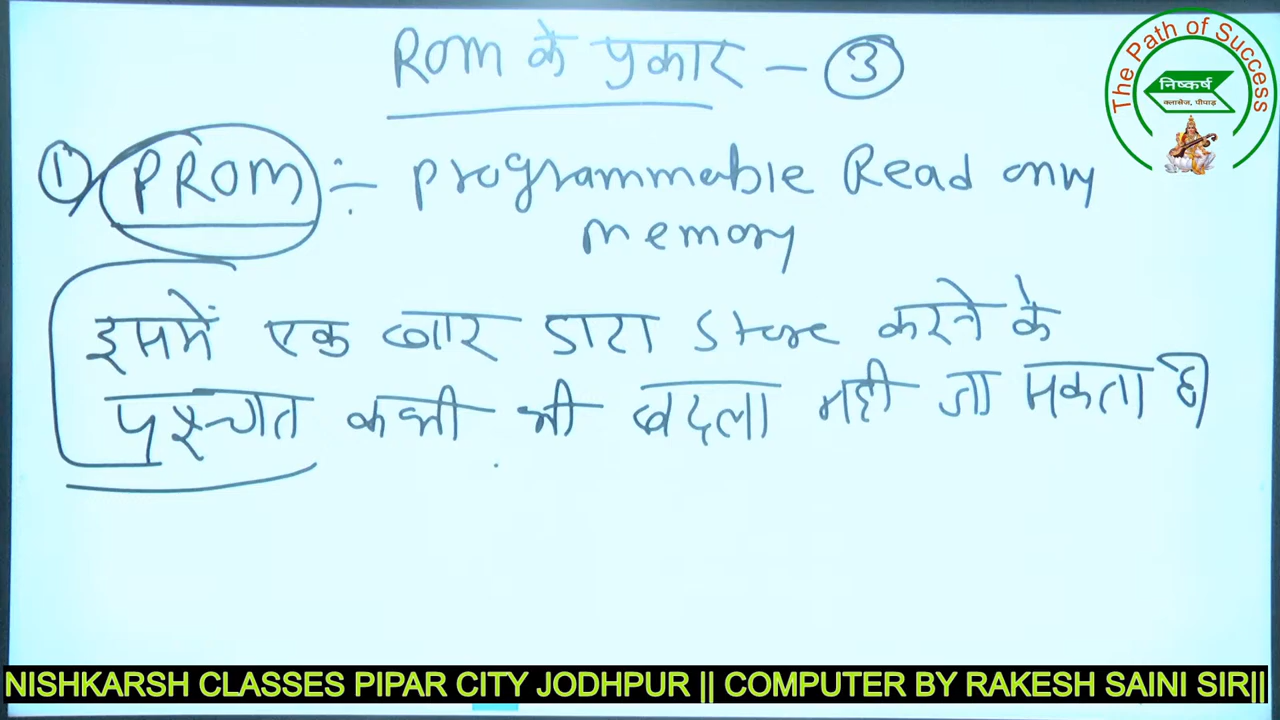 ROM के प्रकार - ③
The Path of Success
निष्कर्ष
क्लासेज, पीपाड़
① PROM :- Programmable Read only
memory
इसमें एक बार डाटा Store करने के
पश्चात कभी भी बदला नही जा सकता है
NISHKARSH CLASSES PIPAR CITY JODHPUR || COMPUTER BY RAKESH SAINI SIR||